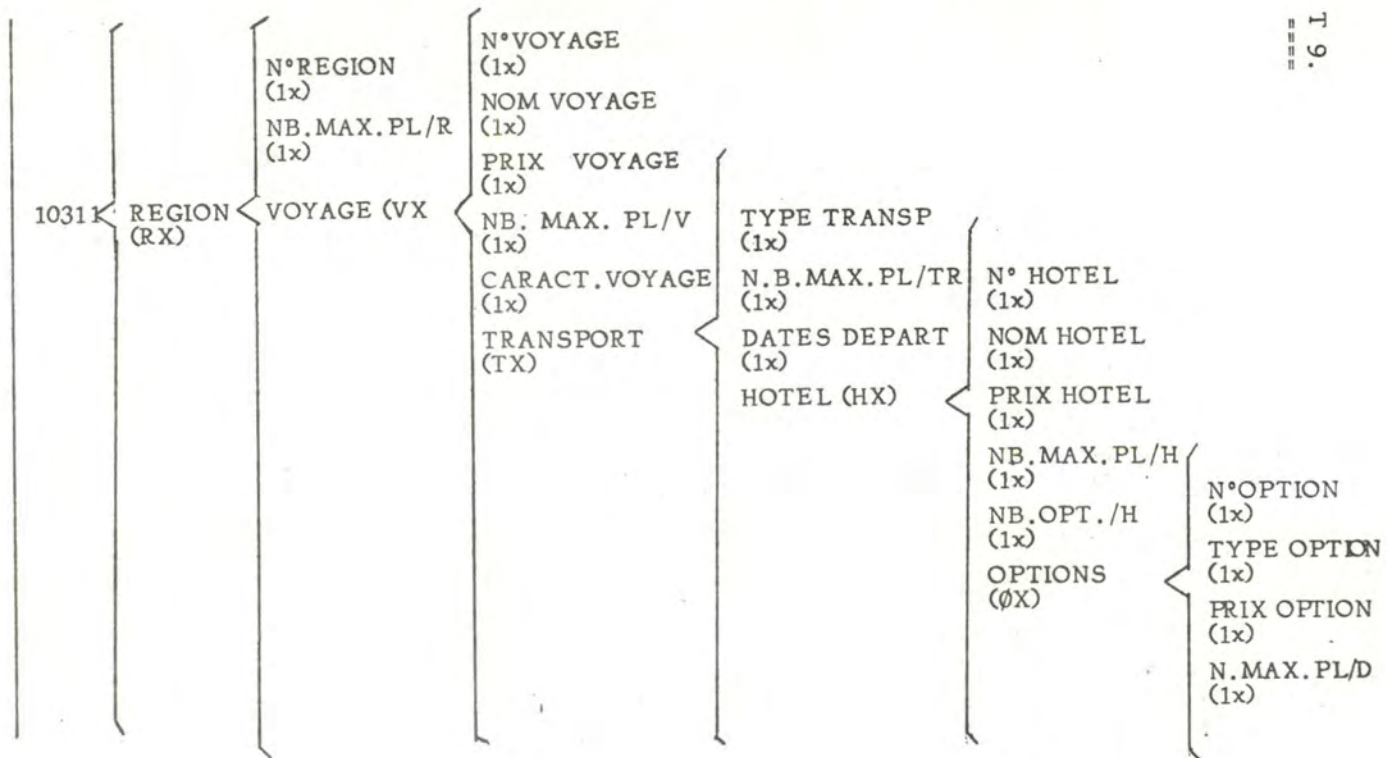 T 9.
====
10311
REGION
(RX)
N°REGION
(1x)
NB.MAX.PL/R
(1x)
VOYAGE (VX
N°VOYAGE
(1x)
NOM VOYAGE
(1x)
PRIX VOYAGE
(1x)
NB. MAX. PL/V
(1x)
CARACT.VOYAGE
(1x)
TRANSPORT
(TX)
TYPE TRANSP
(1x)
N.B.MAX.PL/TR
(1x)
DATES DEPART
(1x)
HOTEL (HX)
N° HOTEL
(1x)
NOM HOTEL
(1x)
PRIX HOTEL
(1x)
NB.MAX.PL/H
(1x)
NB.OPT./H
(1x)
OPTIONS
(ØX)
N°OPTION
(1x)
TYPE OPTION
(1x)
PRIX OPTION
(1x)
N.MAX.PL/D
(1x)